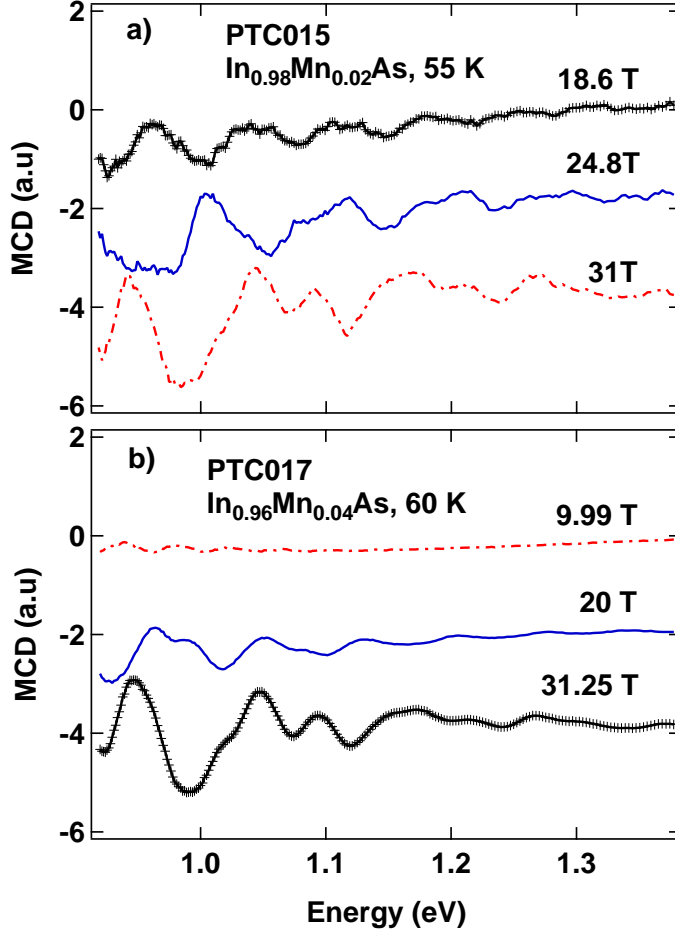 a)
PTC015
In0.98Mn0.02As, 55 K
18.6 T
24.8T
31T
MCD (a.u)
2
0
-2
-4
-6
b)
PTC017
In0.96Mn0.04As, 60 K
9.99 T
20 T
31.25 T
MCD (a.u)
2
0
-2
-4
-6
1.0 1.1 1.2 1.3
Energy (eV)